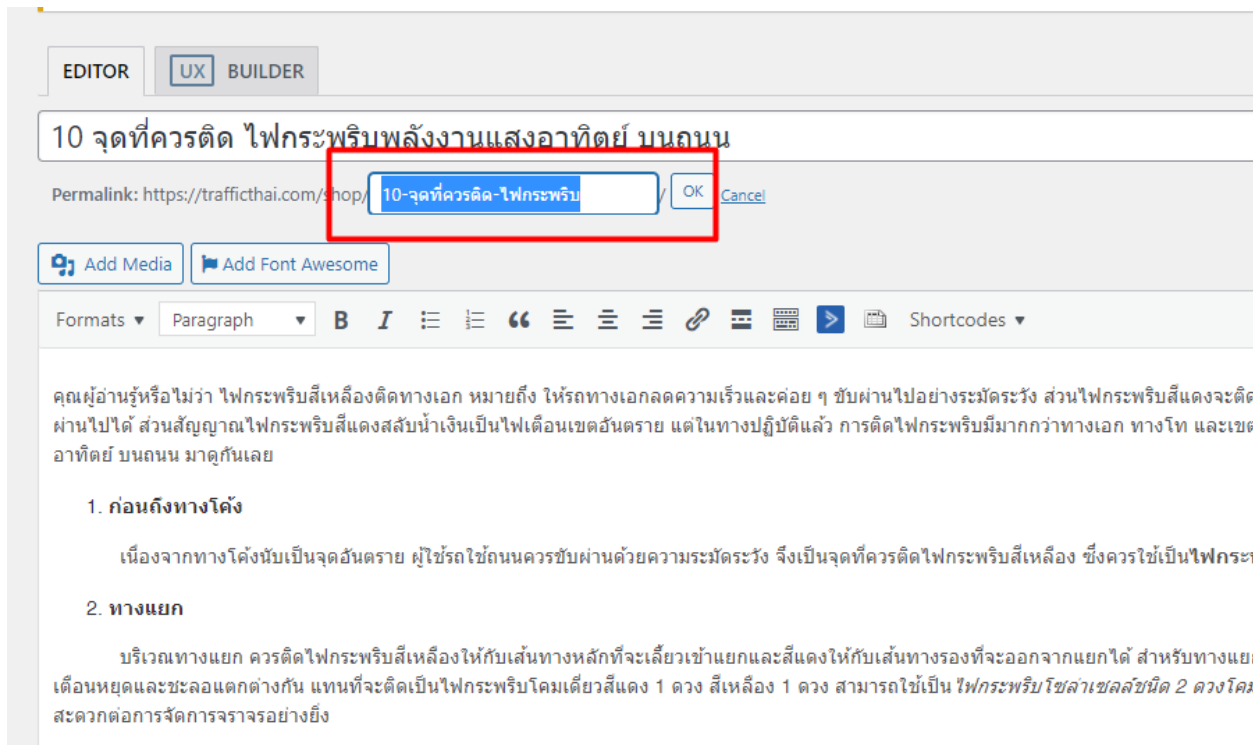 EDITOR
UX BUILDER
10 จุดที่ควรติด ไฟกระพริบพลังงานแสงอาทิตย์ บนถนน
Permalink: https://trafficthai.com/shop/ 10-จุดที่ควรติด-ไฟกระพริบ / OK Cancel
Add Media Add Font Awesome
Formats Paragraph B I Shortcodes
คุณผู้อ่านรู้หรือไม่ว่า ไฟกระพริบสีเหลืองติดทางเอก หมายถึง ให้รถทางเอกลดความเร็วและค่อย ๆ ขับผ่านไปอย่างระมัดระวัง ส่วนไฟกระพริบสีแดงจะติด
ผ่านไปได้ ส่วนสัญญาณไฟกระพริบสีแดงสลับน้ำเงินเป็นไฟเตือนเขตอันตราย แต่ในทางปฏิบัติแล้ว การติดไฟกระพริบมีมากกว่าทางเอก ทางโท และเขต
อาทิตย์ บนถนน มาดูกันเลย
1. ก่อนถึงทางโค้ง
เนื่องจากทางโค้งนับเป็นจุดอันตราย ผู้ใช้รถใช้ถนนควรขับผ่านด้วยความระมัดระวัง จึงเป็นจุดที่ควรติดไฟกระพริบสีเหลือง ซึ่งควรใช้เป็นไฟกระ
2. ทางแยก
บริเวณทางแยก ควรติดไฟกระพริบสีเหลืองให้กับเส้นทางหลักที่จะเลี้ยวเข้าแยกและสีแดงให้กับเส้นทางรองที่จะออกจากแยกได้ สำหรับทางแยก
เตือนหยุดและชะลอแตกต่างกัน แทนที่จะติดเป็นไฟกระพริบโคมเดี่ยวสีแดง 1 ดวง สีเหลือง 1 ดวง สามารถใช้เป็น ไฟกระพริบโซล่าเซลล์ชนิด 2 ดวงโคม
สะดวกต่อการจัดการจราจรอย่างยิ่ง